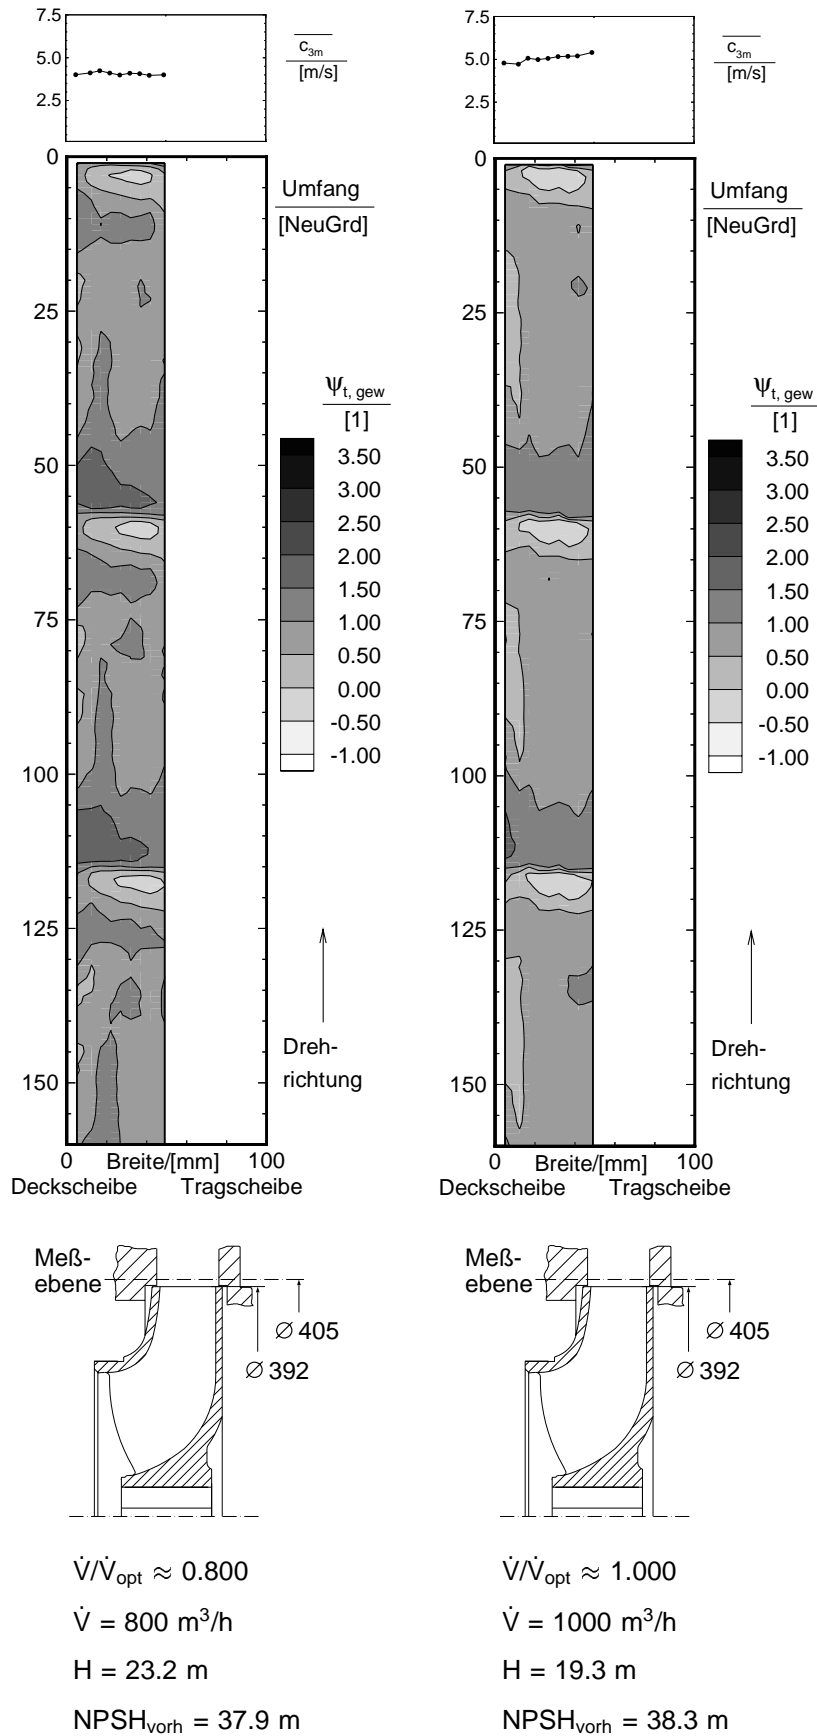 7.5
5.0
2.5
c3m
[m/s]
0
25
50
75
100
125
150
Umfang
[NeuGrd]
ψt, gew
[1]
3.50
3.00
2.50
2.00
1.50
1.00
0.50
0.00
-0.50
-1.00
Dreh-
richtung
0 Breite/[mm] 100
Deckscheibe Tragscheibe
Meß-
ebene
∅ 405
∅ 392
V̇/V̇opt ≈ 0.800
V̇ = 800 m³/h
H = 23.2 m
NPSHvorh = 37.9 m
7.5
5.0
2.5
c3m
[m/s]
0
25
50
75
100
125
150
Umfang
[NeuGrd]
ψt, gew
[1]
3.50
3.00
2.50
2.00
1.50
1.00
0.50
0.00
-0.50
-1.00
Dreh-
richtung
0 Breite/[mm] 100
Deckscheibe Tragscheibe
Meß-
ebene
∅ 405
∅ 392
V̇/V̇opt ≈ 1.000
V̇ = 1000 m³/h
H = 19.3 m
NPSHvorh = 38.3 m